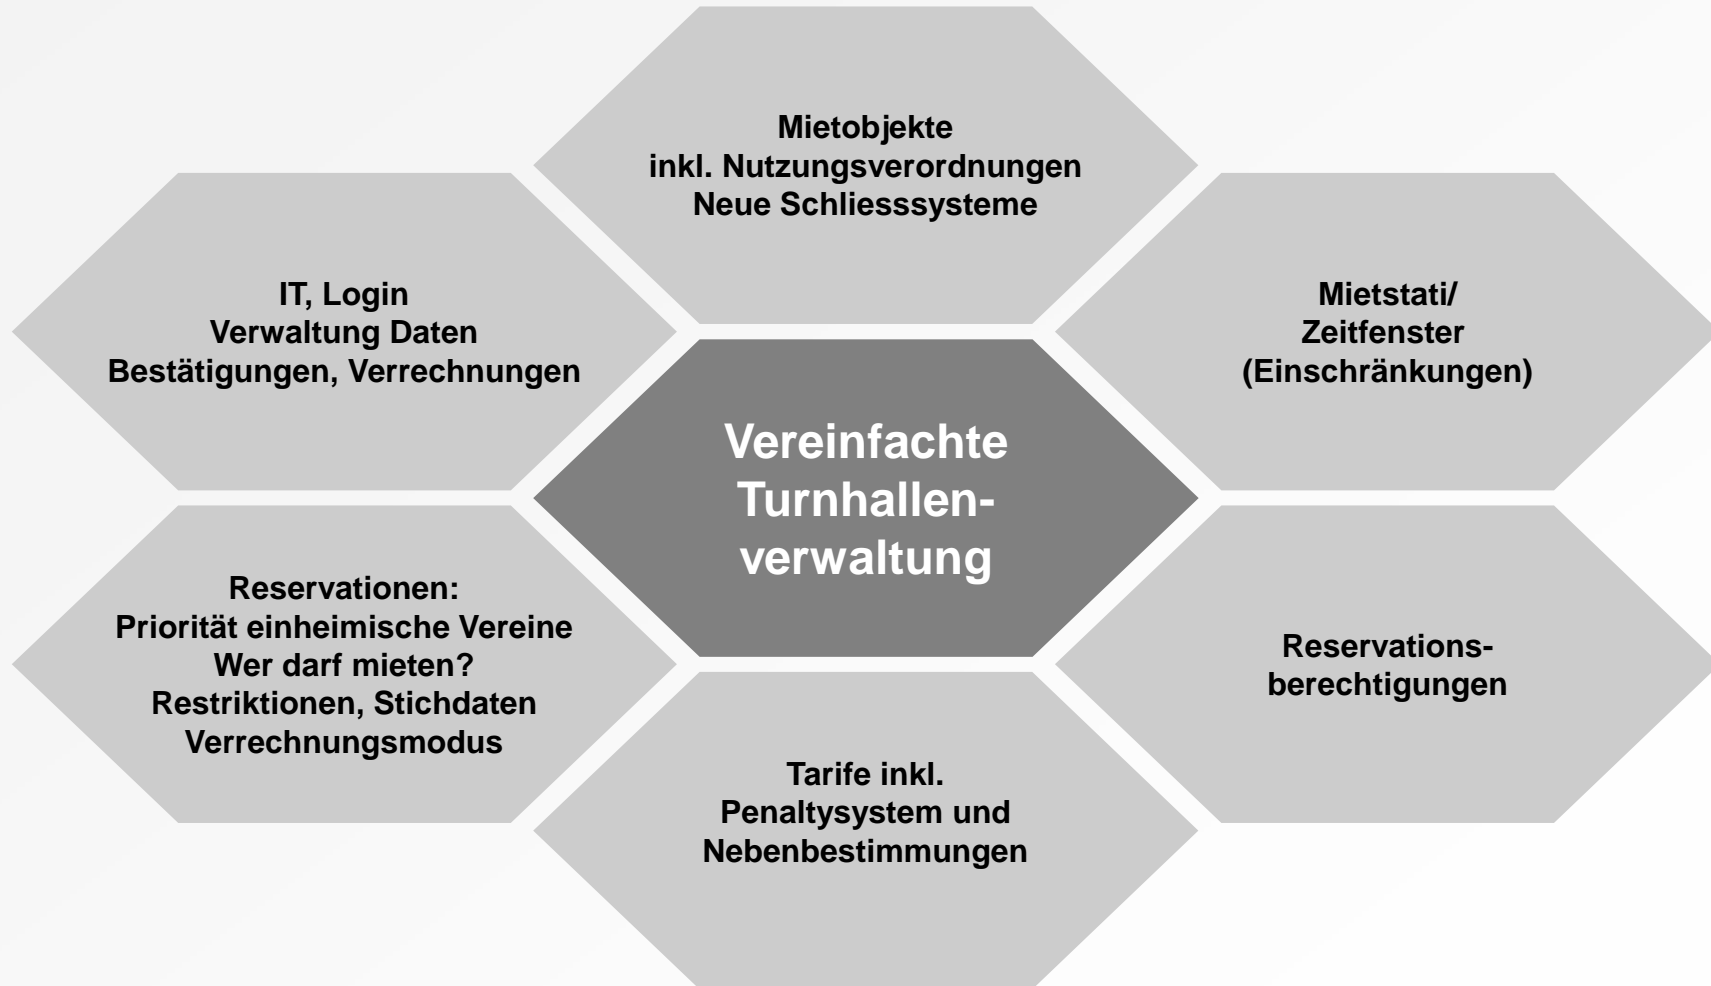 Mietobjekte
inkl. Nutzungsverordnungen
Neue Schliesssysteme
IT, Login
Verwaltung Daten
Bestätigungen, Verrechnungen
Mietstati/
Zeitfenster
(Einschränkungen)
Vereinfachte
Turnhallen-
verwaltung
Reservationen:
Priorität einheimische Vereine
Wer darf mieten?
Restriktionen, Stichdaten
Verrechnungsmodus
Reservations-
berechtigungen
Tarife inkl.
Penaltysystem und
Nebenbestimmungen